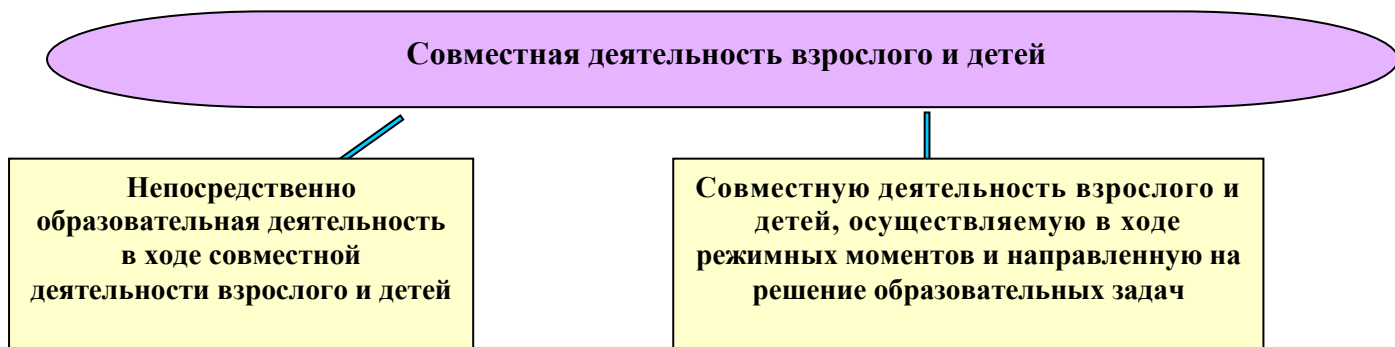 Совместная деятельность взрослого и детей
Непосредственно
образовательная деятельность
в ходе совместной
деятельности взрослого и детей
Совместную деятельность взрослого и
детей, осуществляемую в ходе
режимных моментов и направленную на
решение образовательных задач